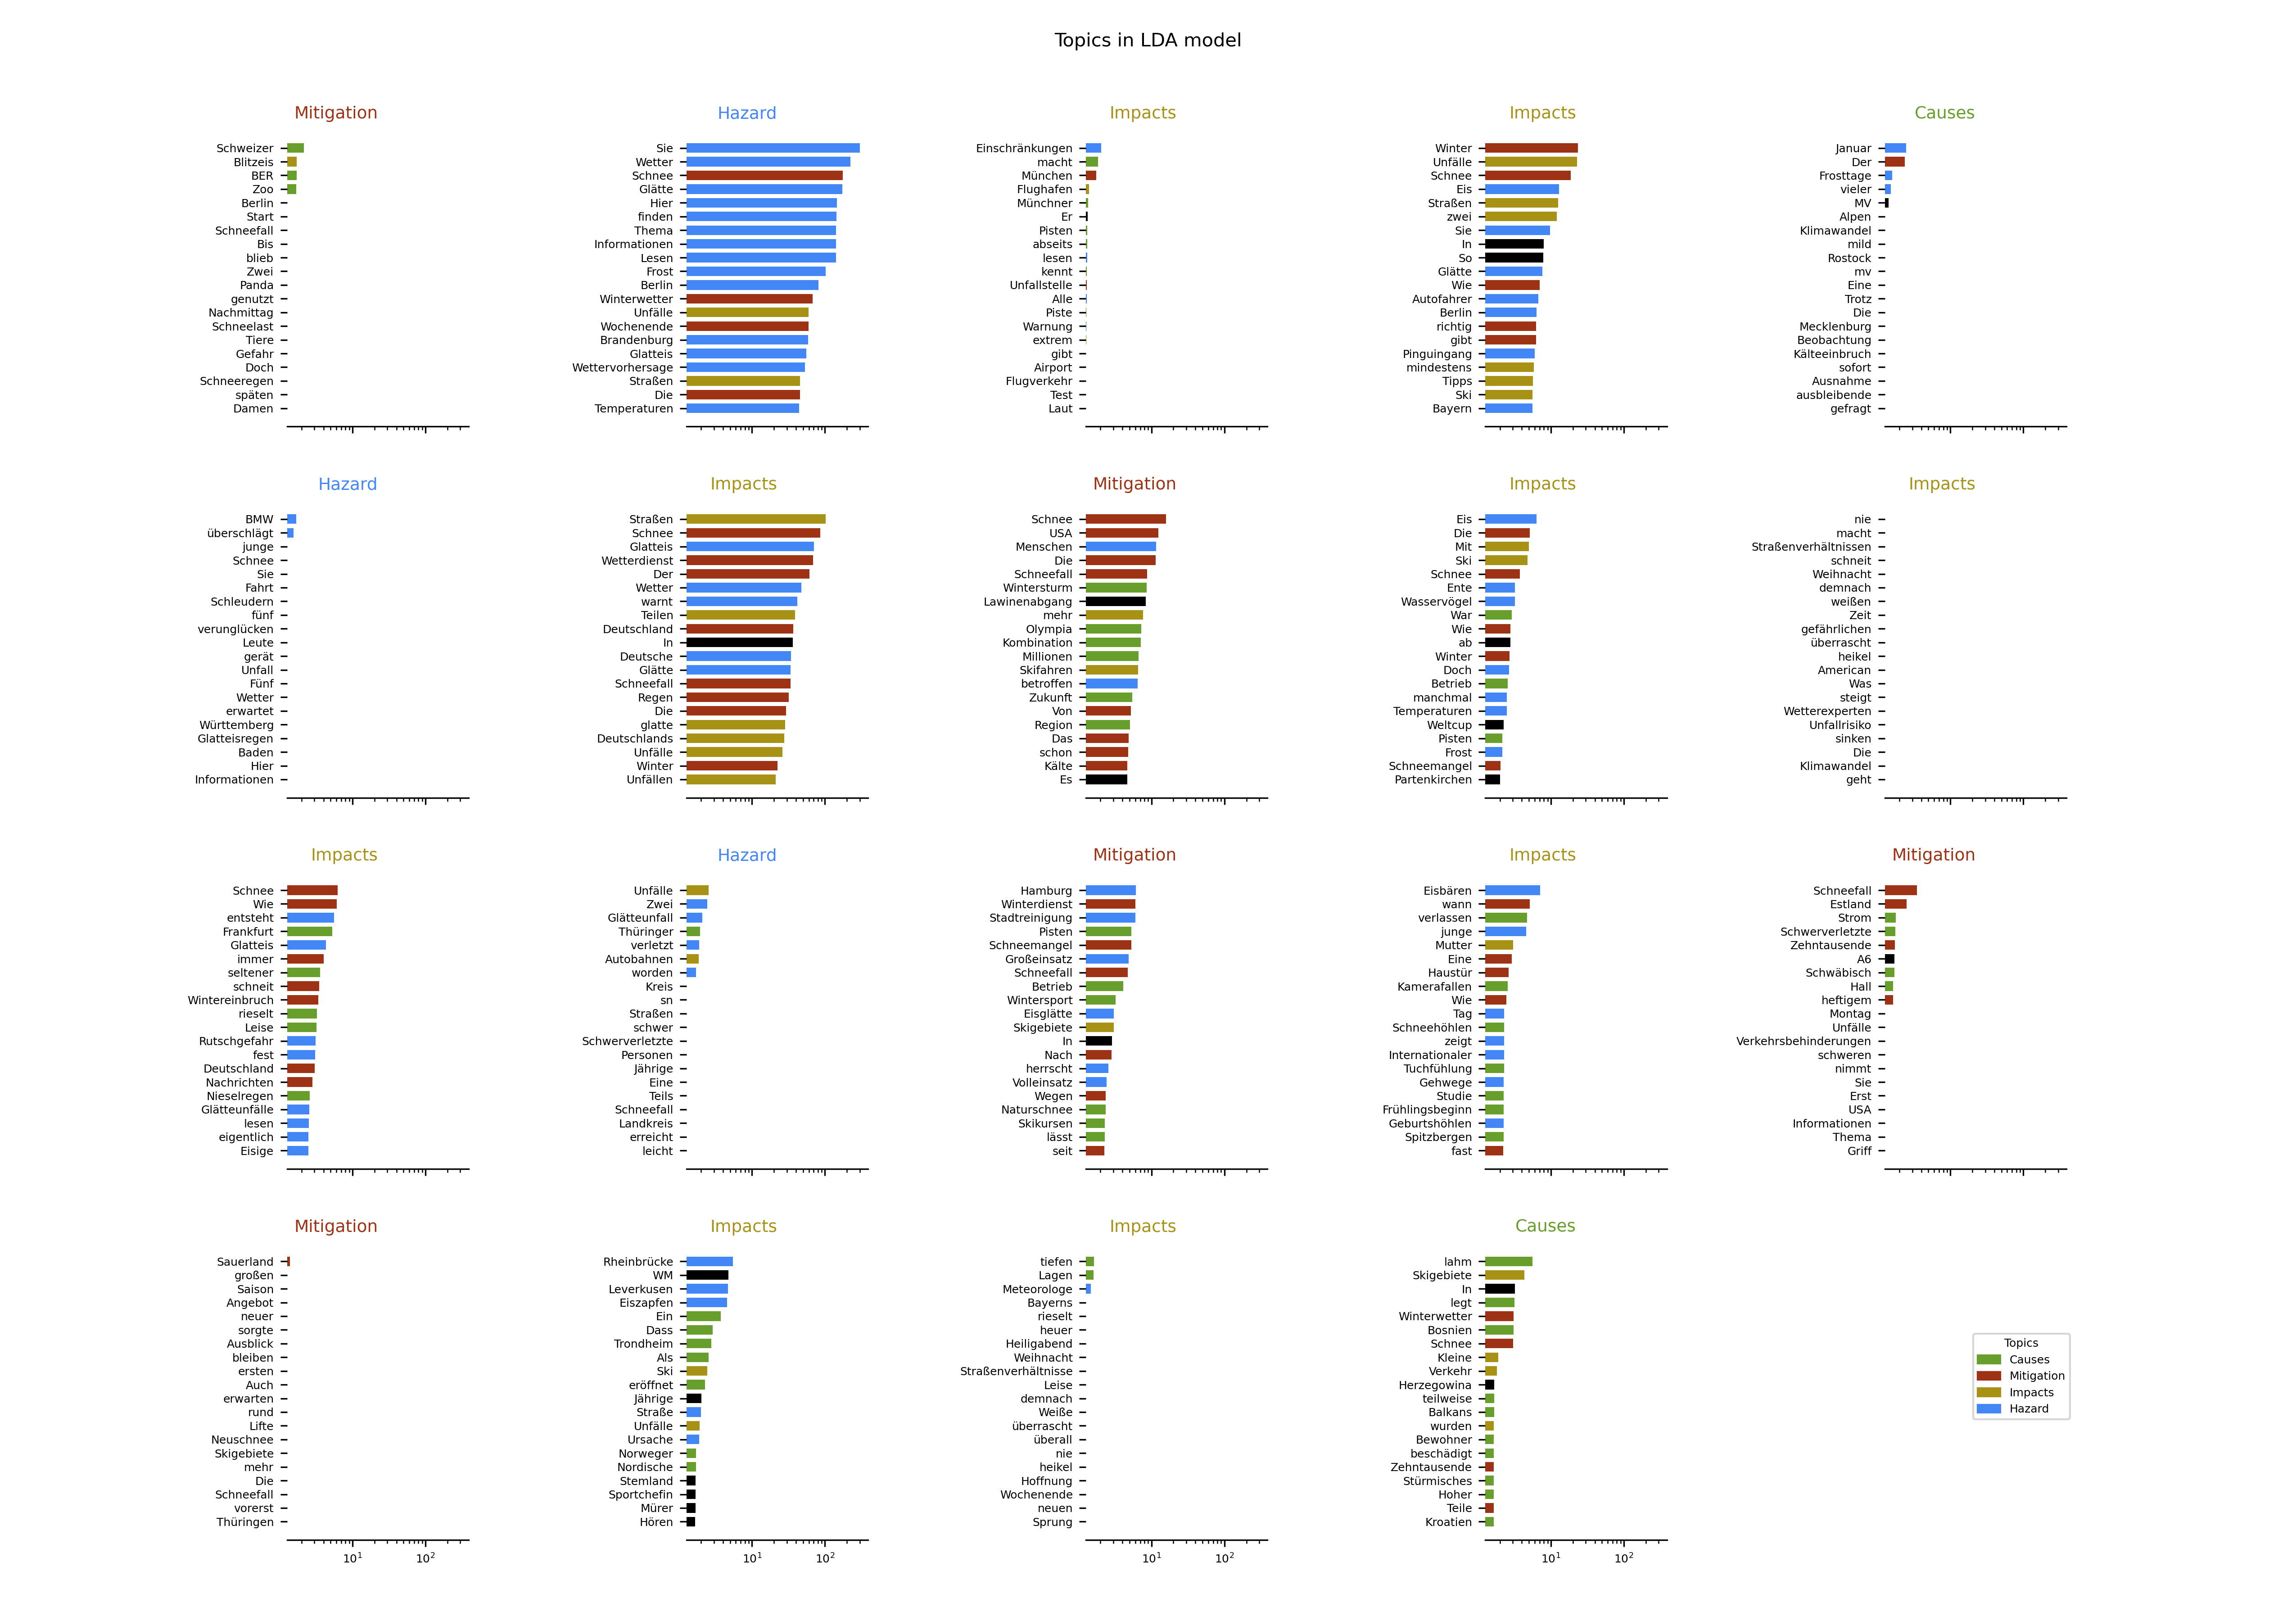 Topics in LDA model
Mitigation
Schweizer
Blitzeis
BER
Zoo
Berlin
Start
Schneefall
Bis
blieb
Zwei
Panda
genutzt
Nachmittag
Schneelast
Tiere
Gefahr
Doch
Schneeregen
späten
Damen
Hazard
Sie
Wetter
Schnee
Glätte
Hier
finden
Thema
Informationen
Lesen
Frost
Berlin
Winterwetter
Unfälle
Wochenende
Brandenburg
Glatteis
Wettervorhersage
Straßen
Die
Temperaturen
Impacts
Einschränkungen
macht
München
Flughafen
Münchner
Er
Pisten
abseits
lesen
kennt
Unfallstelle
Alle
Piste
Warnung
extrem
gibt
Airport
Flugverkehr
Test
Laut
Impacts
Winter
Unfälle
Schnee
Eis
Straßen
zwei
Sie
In
So
Glätte
Wie
Autofahrer
Berlin
richtig
gibt
Pinguingang
mindestens
Tipps
Ski
Bayern
Causes
Januar
Der
Frosttage
vieler
MV
Alpen
Klimawandel
mild
Rostock
mv
Eine
Trotz
Die
Mecklenburg
Beobachtung
Kälteeinbruch
sofort
Ausnahme
ausbleibende
gefragt
Hazard
BMW
überschlägt
junge
Schnee
Sie
Fahrt
Schleudern
fünf
verunglücken
Leute
gerät
Unfall
Fünf
Wetter
erwartet
Württemberg
Glatteisregen
Baden
Hier
Informationen
Impacts
Straßen
Schnee
Glatteis
Wetterdienst
Der
Wetter
warnt
Teilen
Deutschland
In
Deutsche
Glätte
Schneefall
Regen
Die
glatte
Deutschlands
Unfälle
Winter
Unfällen
Mitigation
Schnee
USA
Menschen
Die
Schneefall
Wintersturm
Lawinenabgang
mehr
Olympia
Kombination
Millionen
Skifahren
betroffen
Zukunft
Von
Region
Das
schon
Kälte
Es
Impacts
Eis
Die
Mit
Ski
Schnee
Ente
Wasservögel
War
Wie
ab
Winter
Doch
Betrieb
manchmal
Temperaturen
Weltcup
Pisten
Frost
Schneemangel
Partenkirchen
Impacts
nie
macht
Straßenverhältnissen
schneit
Weihnacht
demnach
weißen
Zeit
gefährlichen
überrascht
heikel
American
Was
steigt
Wetterexperten
Unfallrisiko
sinken
Die
Klimawandel
geht
Impacts
Schnee
Wie
entsteht
Frankfurt
Glatteis
immer
seltener
schneit
Wintereinbruch
rieselt
Leise
Rutschgefahr
fest
Deutschland
Nachrichten
Nieselregen
Glätteunfälle
lesen
eigentlich
Eisige
Hazard
Unfälle
Zwei
Glätteunfall
Thüringer
verletzt
Autobahnen
worden
Kreis
sn
Straßen
schwer
Schwerverletzte
Personen
Jährige
Eine
Teils
Schneefall
Landkreis
erreicht
leicht
Mitigation
Hamburg
Winterdienst
Stadtreinigung
Pisten
Schneemangel
Großeinsatz
Schneefall
Betrieb
Wintersport
Eisglätte
Skigebiete
In
Nach
herrscht
Volleinsatz
Wegen
Naturschnee
Skikursen
lässt
seit
Impacts
Eisbären
wann
verlassen
junge
Mutter
Eine
Haustür
Kamerafallen
Wie
Tag
Schneehöhlen
zeigt
Internationaler
Tuchfühlung
Gehwege
Studie
Frühlingsbeginn
Geburtshöhlen
Spitzbergen
fast
Mitigation
Schneefall
Estland
Strom
Schwerverletzte
Zehntausende
A6
Schwäbisch
Hall
heftigem
Montag
Unfälle
Verkehrsbehinderungen
schweren
nimmt
Sie
Erst
USA
Informationen
Thema
Griff
Mitigation
Sauerland
großen
Saison
Angebot
neuer
sorgte
Ausblick
bleiben
ersten
Auch
erwarten
rund
Lifte
Neuschnee
Skigebiete
mehr
Die
Schneefall
vorerst
Thüringen
10¹ 10²
Impacts
Rheinbrücke
WM
Leverkusen
Eiszapfen
Ein
Dass
Trondheim
Als
Ski
eröffnet
Jährige
Straße
Unfälle
Ursache
Norweger
Nordische
Stemland
Sportchefin
Mürer
Hören
10¹ 10²
Impacts
tiefen
Lagen
Meteorologe
Bayerns
rieselt
heuer
Heiligabend
Weihnacht
Straßenverhältnisse
Leise
demnach
Weiße
überrascht
überall
nie
heikel
Hoffnung
Wochenende
neuen
Sprung
10¹ 10²
Causes
lahm
Skigebiete
In
legt
Winterwetter
Bosnien
Schnee
Kleine
Verkehr
Herzegowina
teilweise
Balkans
wurden
Bewohner
beschädigt
Zehntausende
Stürmisches
Hoher
Teile
Kroatien
10¹ 10²
Topics
Causes
Mitigation
Impacts
Hazard